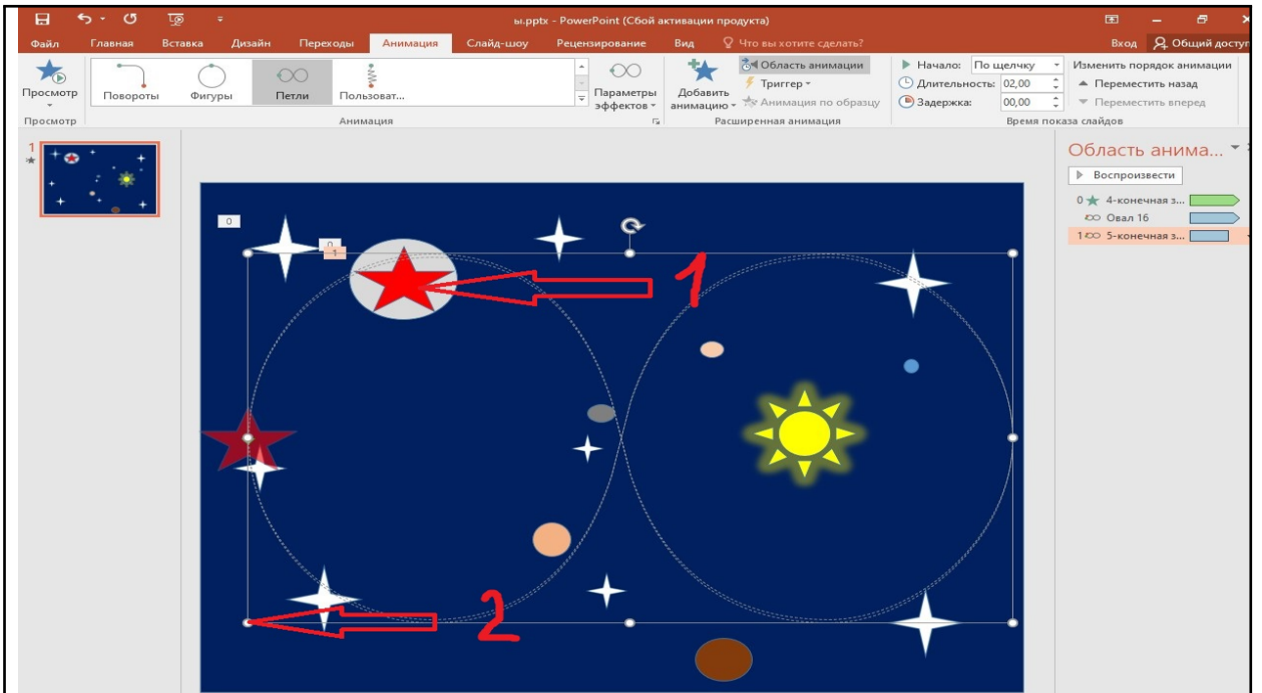 ы.pptx - PowerPoint (Сбой активации продукта)
Файл Главная Вставка Дизайн Переходы Анимация Слайд-шоу Рецензирование Вид Что вы хотите сделать? Вход Общий доступ
Просмотр
Повороты Фигуры Петли Пользоват...
Параметры эффектов
Добавить анимацию
Область анимации
Триггер
Анимация по образцу
Начало: По щелчку
Длительность: 02,00
Задержка: 00,00
Изменить порядок анимации
Переместить назад
Переместить вперед
Просмотр Анимация Расширенная анимация Время показа слайдов
1
Область анима...
Воспроизвести
0 4-конечная з...
Овал 16
1 5-конечная з...
0
0
1
1
2